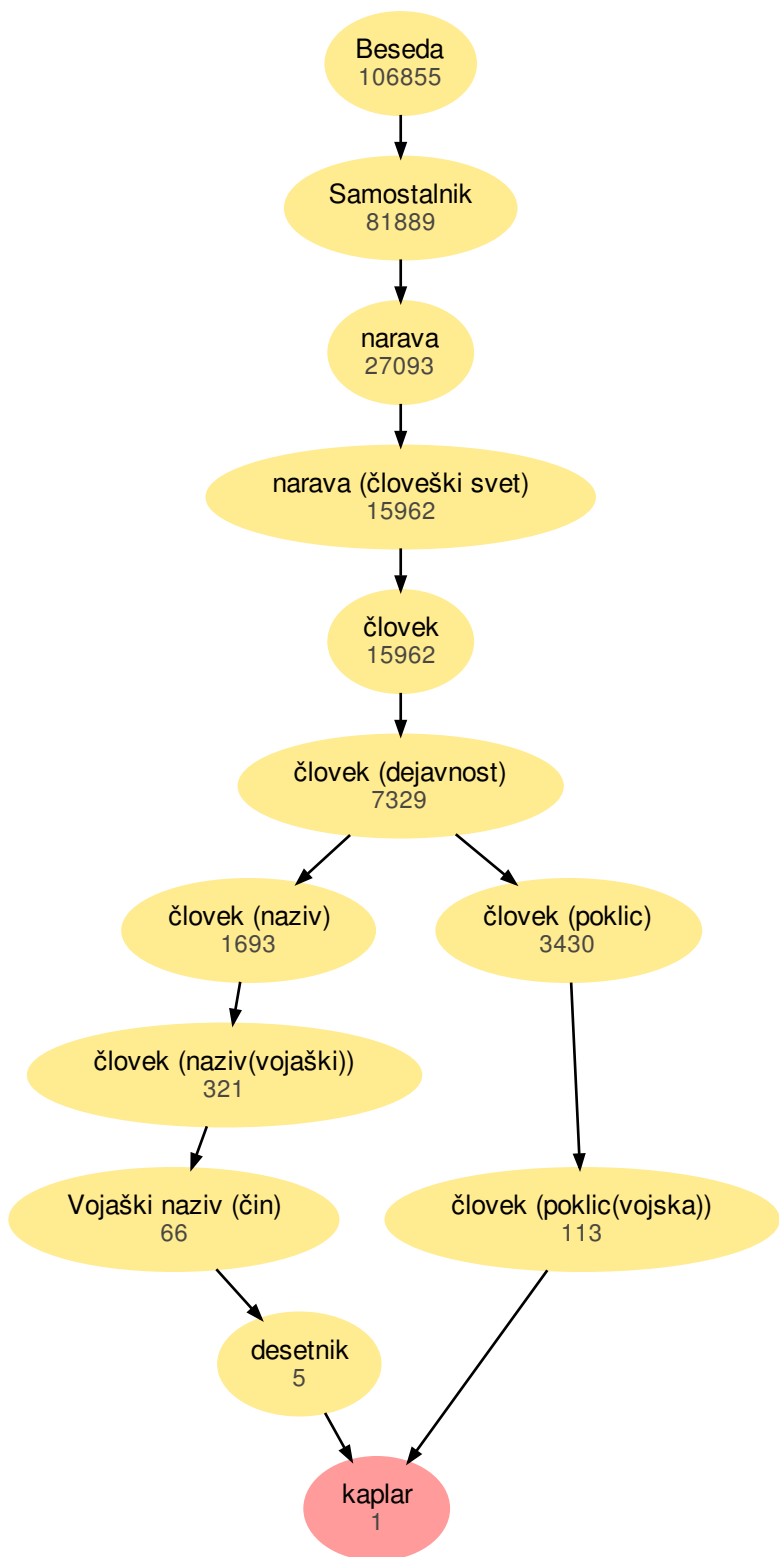 Beseda
106855
Samostalnik
81889
narava
27093
narava (človeški svet)
15962
človek
15962
človek (dejavnost)
7329
človek (naziv)
1693
človek (poklic)
3430
človek (naziv(vojaški))
321
Vojaški naziv (čin)
66
človek (poklic(vojska))
113
desetnik
5
kaplar
1